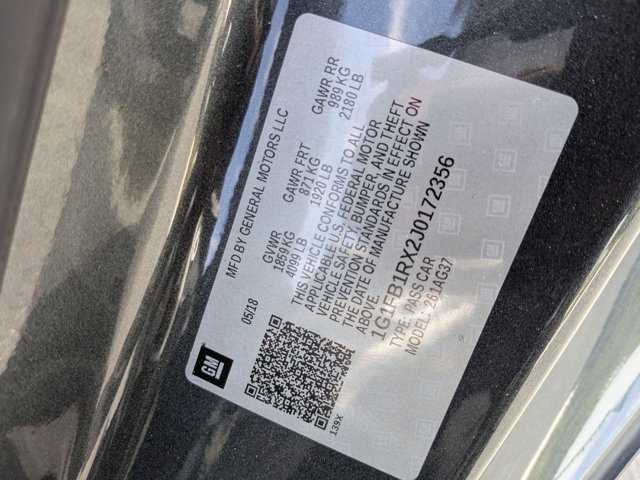 MFD BY GENERAL MOTORS LLC
05/18
GVWR GAWR FRT GAWR RR
1859 KG 871 KG 989 KG
4099 LB 1920 LB 2180 LB
THIS VEHICLE CONFORMS TO ALL
APPLICABLE U.S. FEDERAL MOTOR
VEHICLE SAFETY, BUMPER, AND THEFT
PREVENTION STANDARDS IN EFFECT ON
THE DATE OF MANUFACTURE SHOWN
ABOVE.
1G1FB1RX2J0172356
TYPE: PASS CAR
MODEL: 261AG37
GM
139X